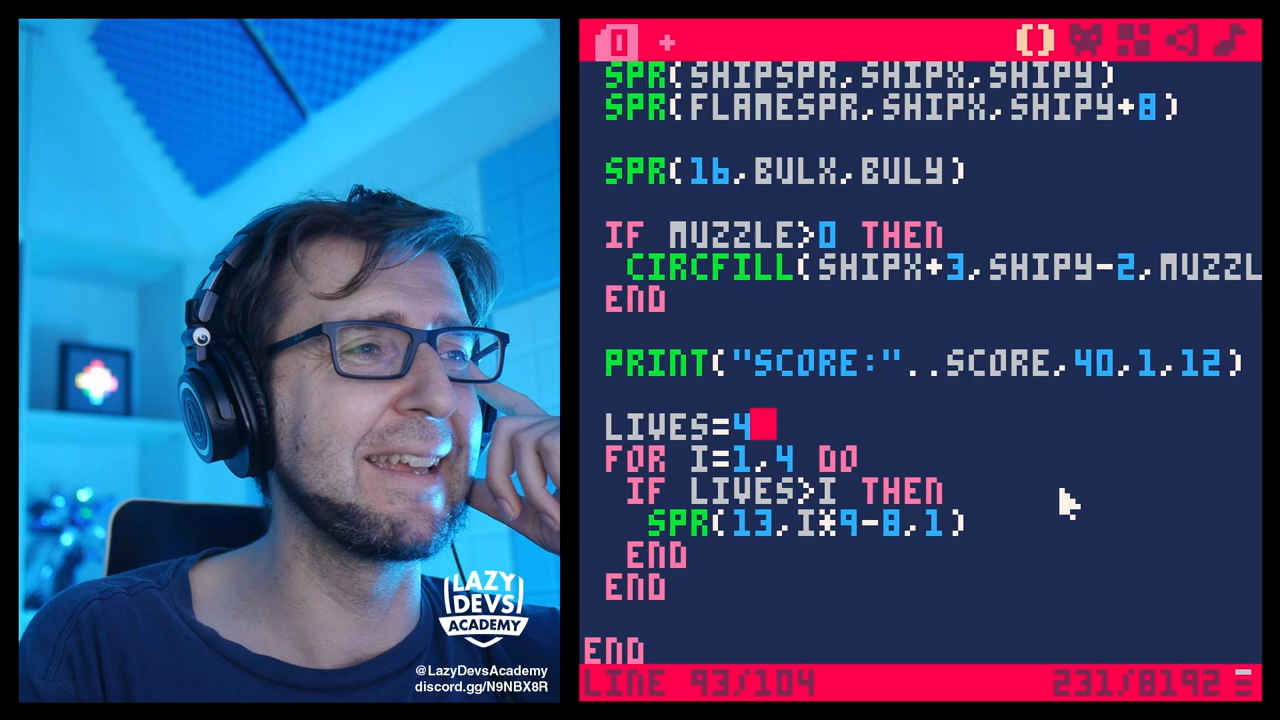 SPR(SHIPSPR,SHIPX,SHIPY)
SPR(FLAMESPR,SHIPX,SHIPY+8)
SPR(16,BULX,BULY)
IF MUZZLE>0 THEN
CIRCFILL(SHIPX+3,SHIPY-2,MUZZL
END
PRINT("SCORE:"..SCORE,40,1,12)
LIVES=4
FOR I=1,4 DO
IF LIVES>I THEN
SPR(13,I*9-8,1)
END
END
END
LINE 93/104 231/8192
LAZY
DEVS
ACADEMY
@LazyDevsAcademy
discord.gg/N9NBX8R